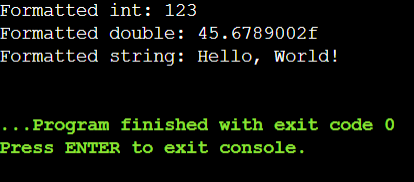 Formatted int: 123
Formatted double: 45.6789002f
Formatted string: Hello, World!
...Program finished with exit code 0
Press ENTER to exit console.